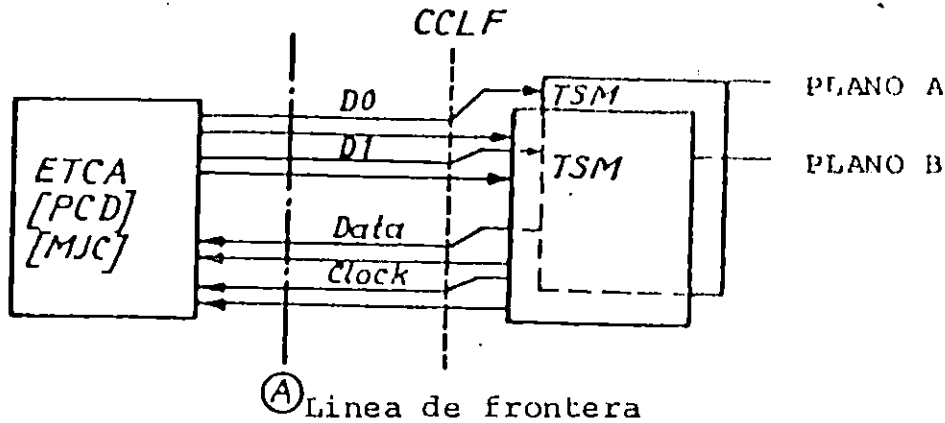 CCLF
D0
TSM
PLANO A
D1
TSM
PLANO B
ETCA
[PCD]
[MJC]
Data
Clock
A Linea de frontera